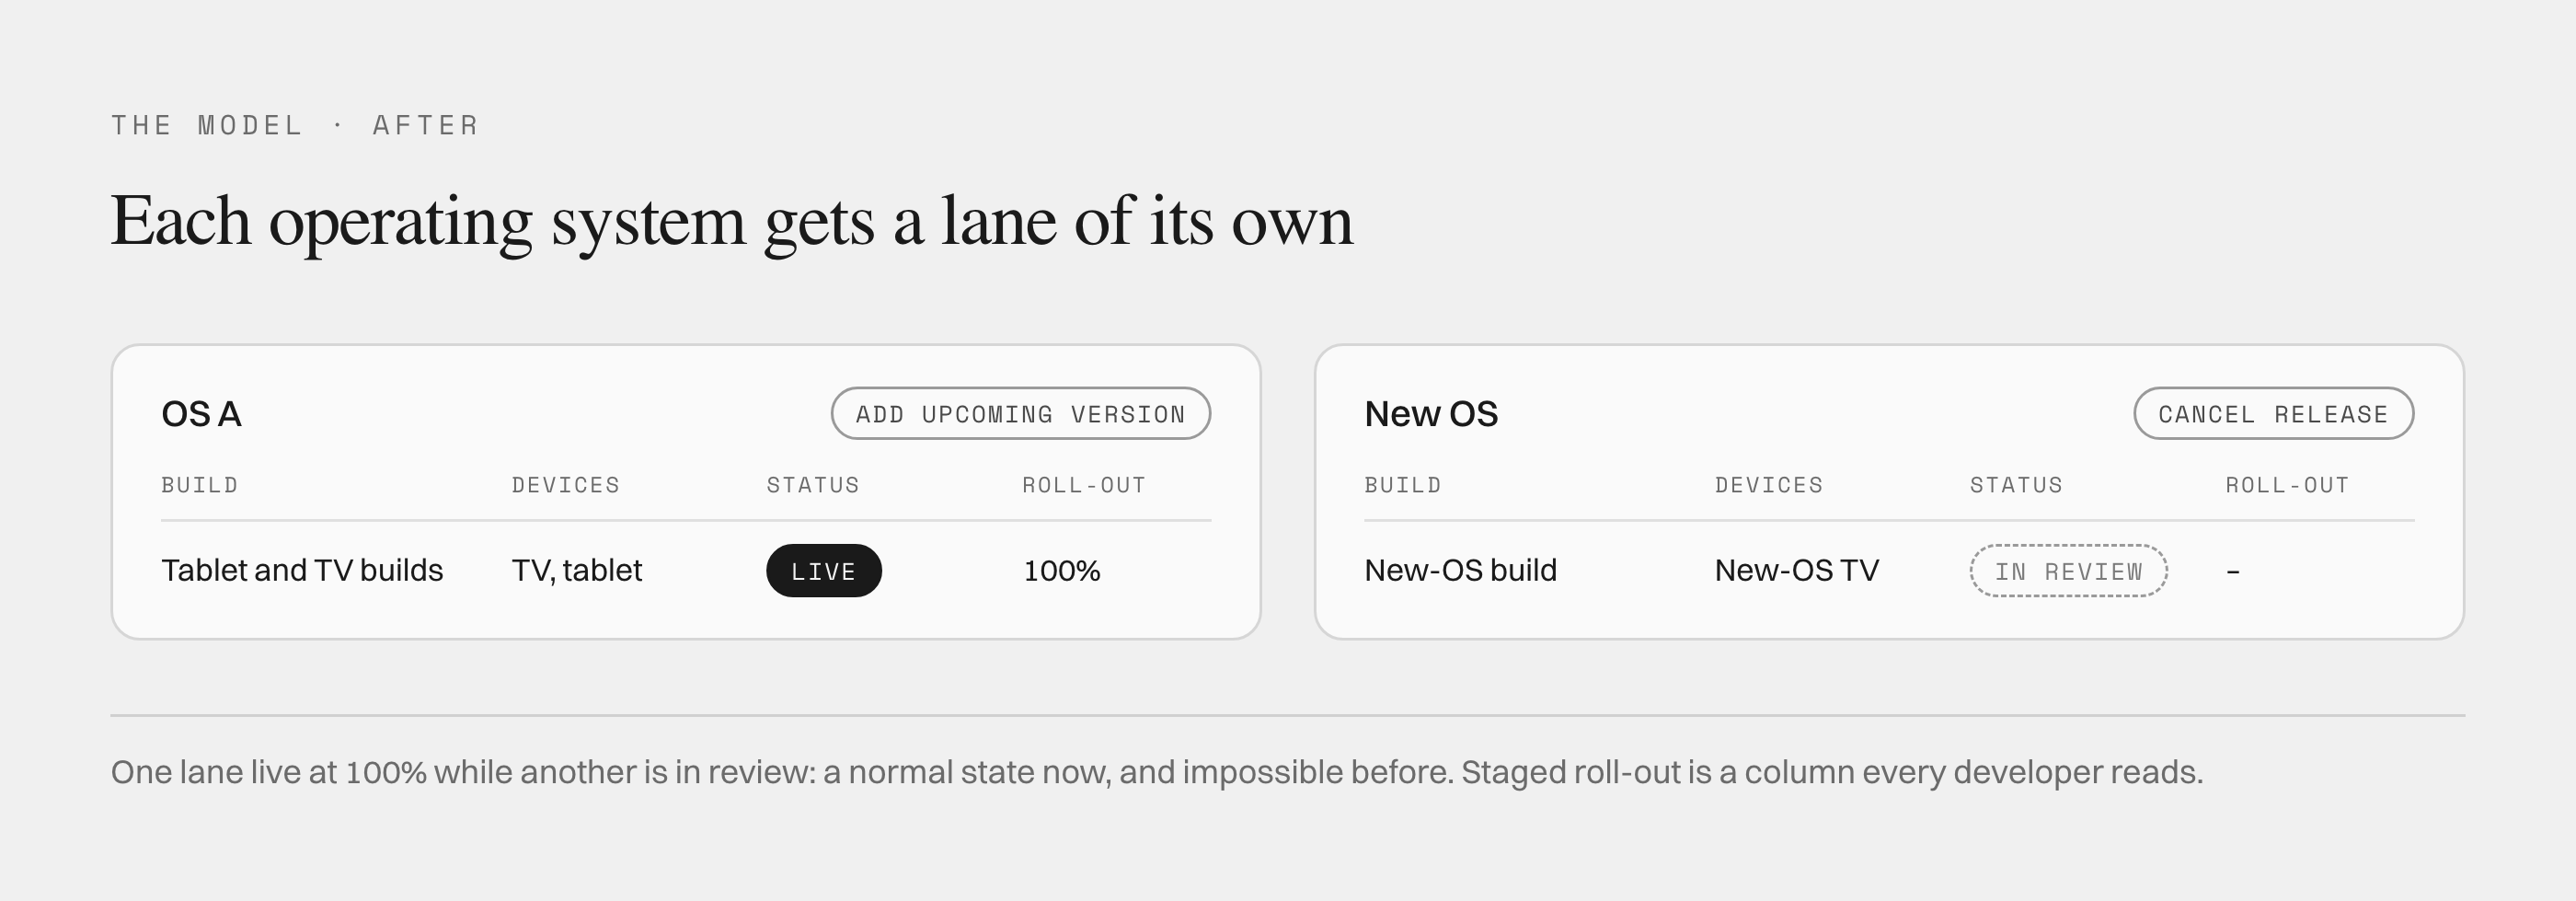 THE MODEL · AFTER
Each operating system gets a lane of its own
OS A
ADD UPCOMING VERSION
BUILD DEVICES STATUS ROLL-OUT
Tablet and TV builds TV, tablet LIVE 100%
New OS
CANCEL RELEASE
BUILD DEVICES STATUS ROLL-OUT
New-OS build New-OS TV IN REVIEW –
One lane live at 100% while another is in review: a normal state now, and impossible before. Staged roll-out is a column every developer reads.